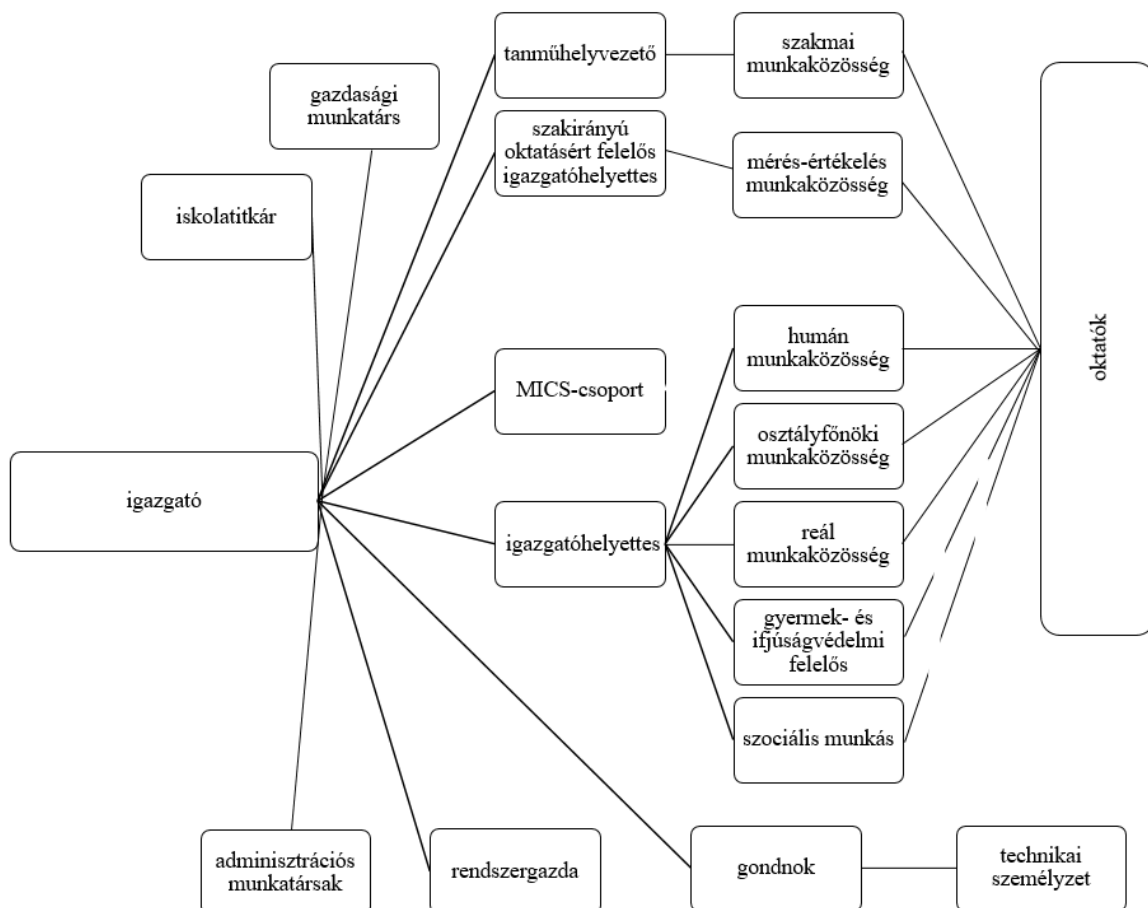 tanműhelyvezető
szakmai
munkaközösség
gazdasági
munkatárs
szakirányú
oktatásért felelős
igazgatóhelyettes
mérés-értékelés
munkaközösség
iskolatitkár
oktatók
humán
munkaközösség
MICS-csoport
osztályfőnöki
munkaközösség
igazgató
igazgatóhelyettes
reál
munkaközösség
gyermek- és
ifjúságvédelmi
felelős
szociális munkás
adminisztrációs
munkatársak
rendszergazda
gondnok
technikai
személyzet